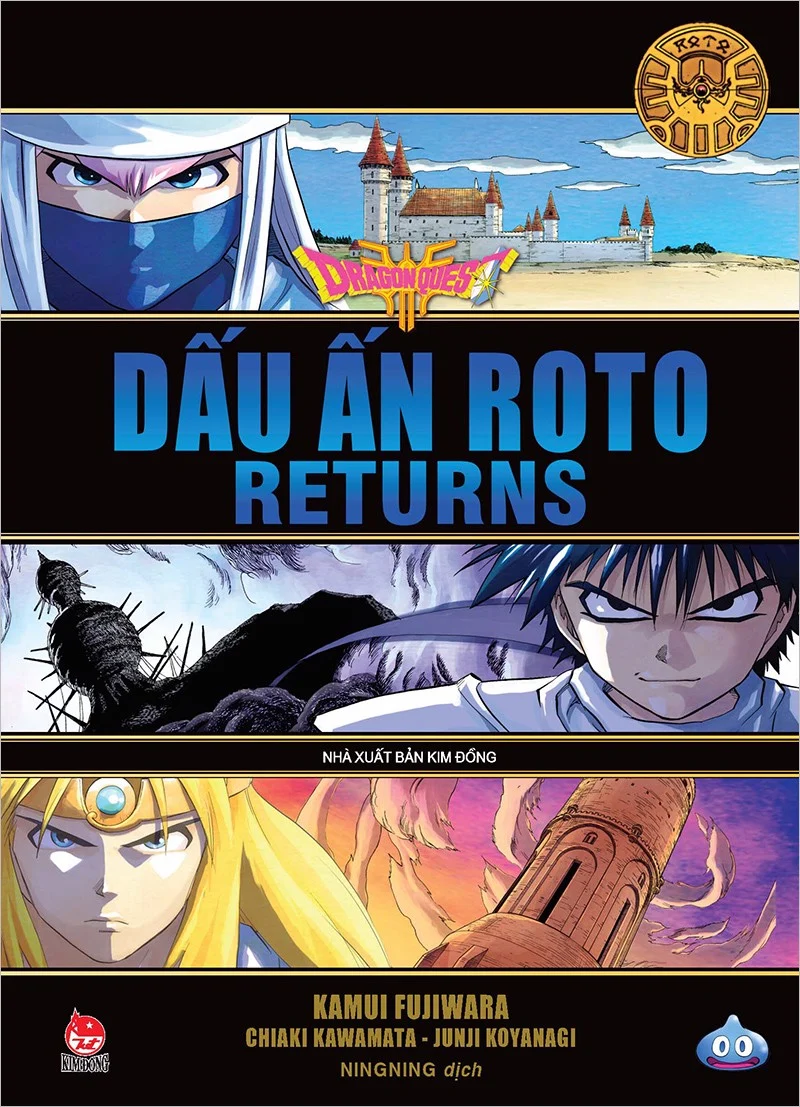 ROTO
DRAGON QUEST
DẤU ẤN ROTO
RETURNS
NHÀ XUẤT BẢN KIM ĐỒNG
KAMUI FUJIWARA
CHIAKI KAWAMATA - JUNJI KOYANAGI
NINGNING dịch
KIM ĐỒNG